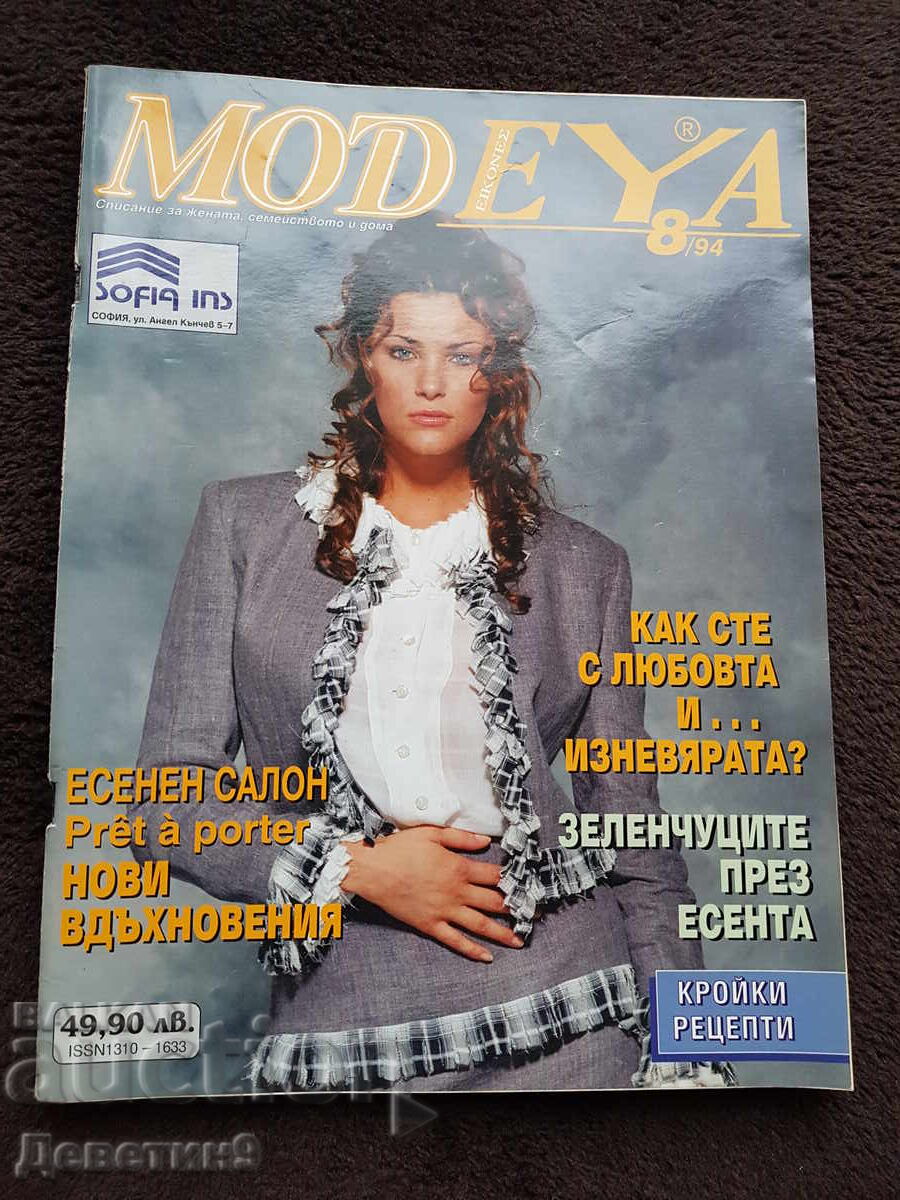 MODEYA ®
ΕΙΚΟΝΕΣ
Списание за жената, семейството и дома
8/94
SOFIA INS
СОФИЯ, ул. Ангел Кънчев 5-7
КАК СТЕ
С ЛЮБОВТА
И...
ИЗНЕВЯРАТА?
ЕСЕНЕН САЛОН
Prêt à porter
НОВИ
ВДЪХНОВЕНИЯ
ЗЕЛЕНЧУЦИТЕ
ПРЕЗ
ЕСЕНТА
КРОЙКИ
РЕЦЕПТИ
49,90 лв.
ISSN1310-1633
BALKAN
auction
Деветин9